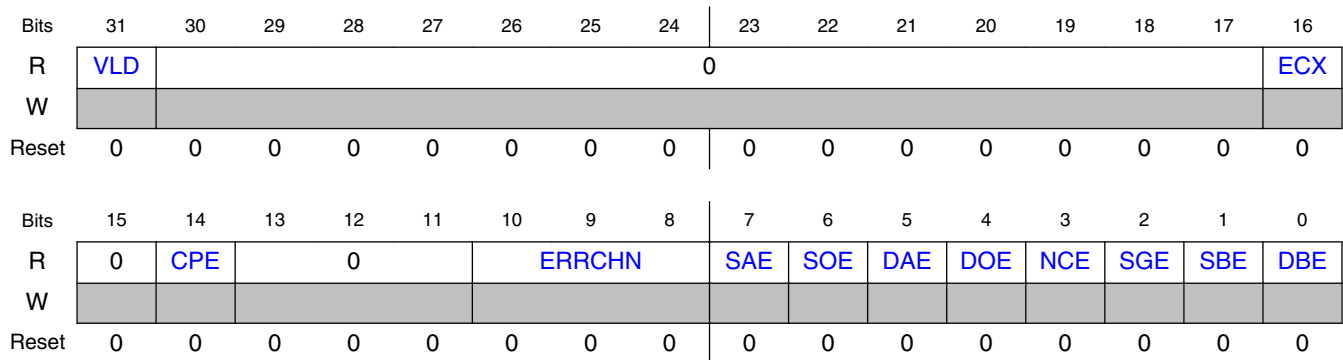 Bits 31 30 29 28 27 26 25 24 23 22 21 20 19 18 17 16
R VLD 0 ECX
W
Reset 0 0 0 0 0 0 0 0 0 0 0 0 0 0 0 0
Bits 15 14 13 12 11 10 9 8 7 6 5 4 3 2 1 0
R 0 CPE 0 ERRCHN SAE SOE DAE DOE NCE SGE SBE DBE
W
Reset 0 0 0 0 0 0 0 0 0 0 0 0 0 0 0 0